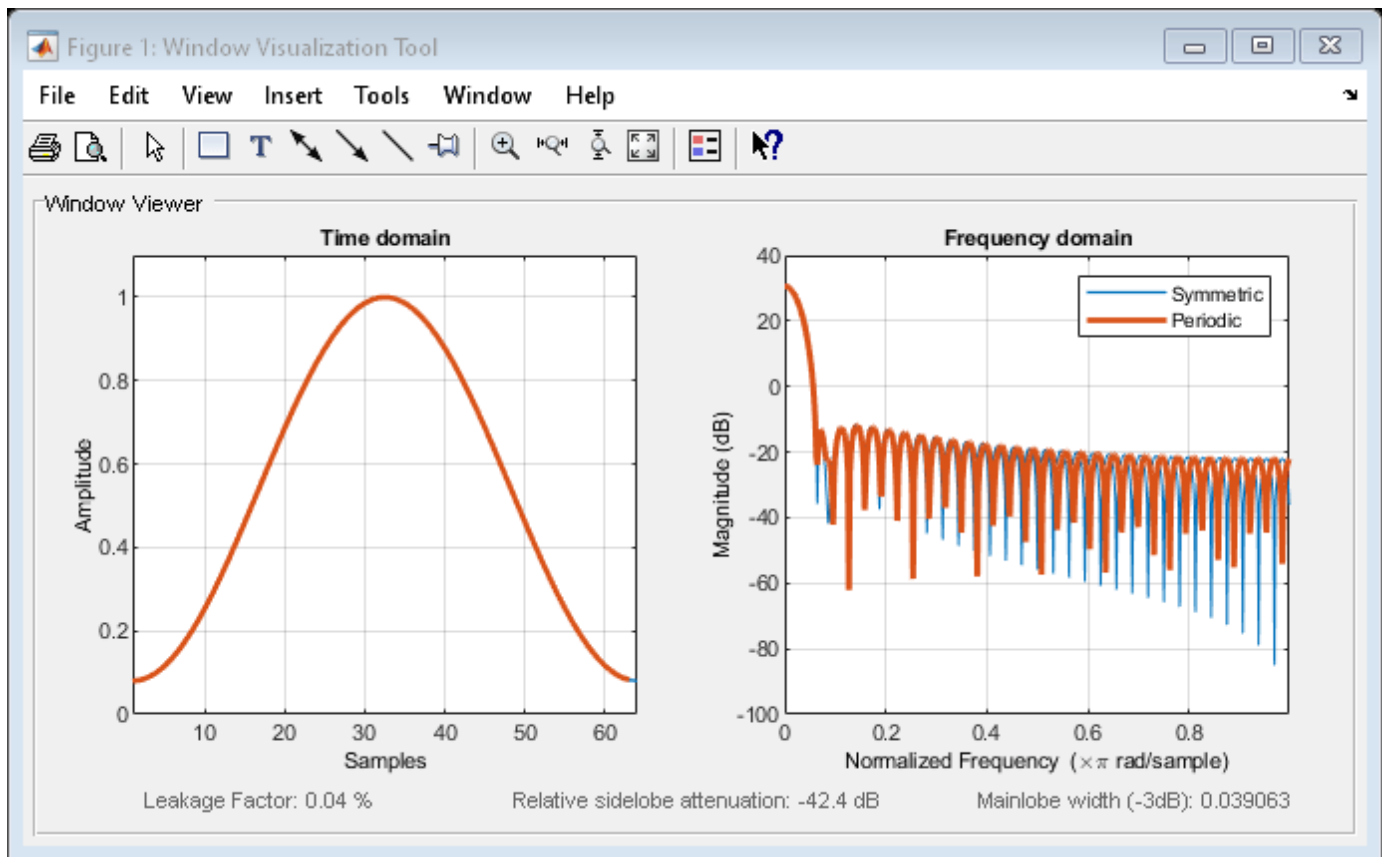 Figure 1: Window Visualization Tool
File Edit View Insert Tools Window Help
T
?
Window Viewer
Time domain
1
0.8
0.6
0.4
0.2
0
Amplitude
10 20 30 40 50 60
Samples
Frequency domain
40
20
0
-20
-40
-60
-80
-100
Magnitude (dB)
Symmetric
Periodic
0 0.2 0.4 0.6 0.8
Normalized Frequency (×π rad/sample)
Leakage Factor: 0.04 % Relative sidelobe attenuation: -42.4 dB Mainlobe width (-3dB): 0.039063